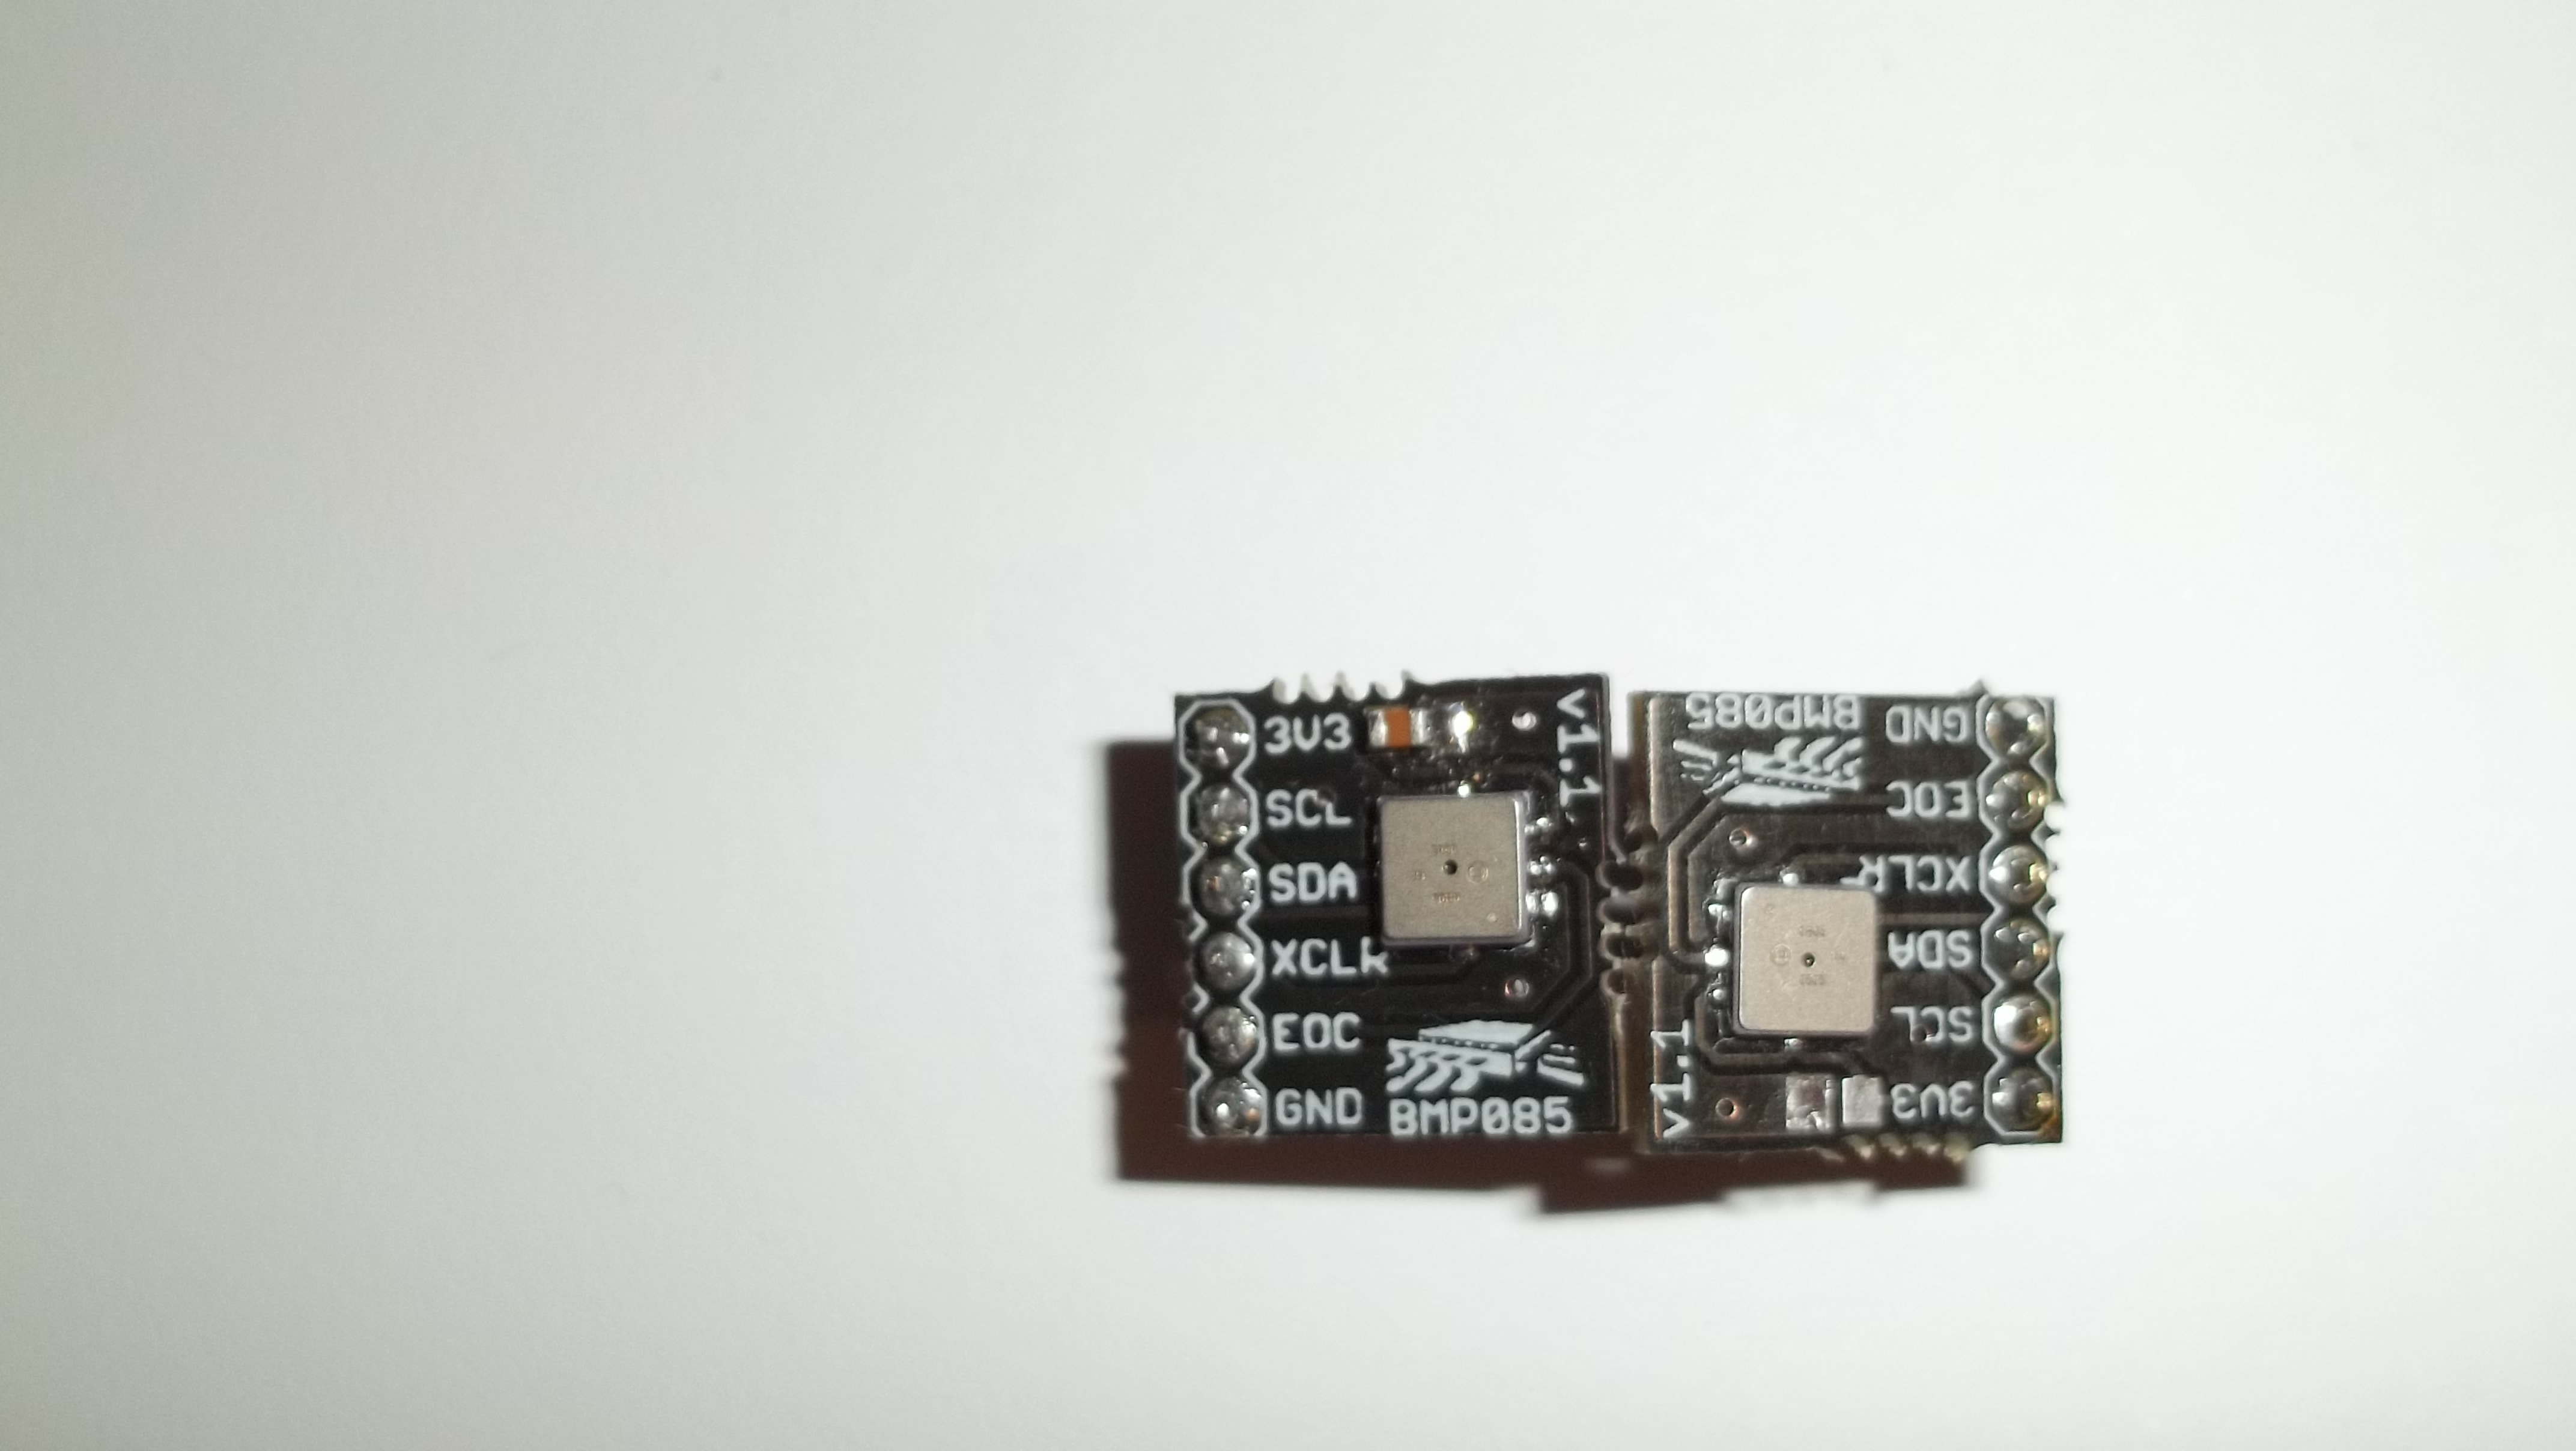 3V3
SCL
SDA
XCLR
EOC
GND
v1.1
BMP085
BMP085
GND
EOC
XCLR
SDA
SCL
3V3
v1.1